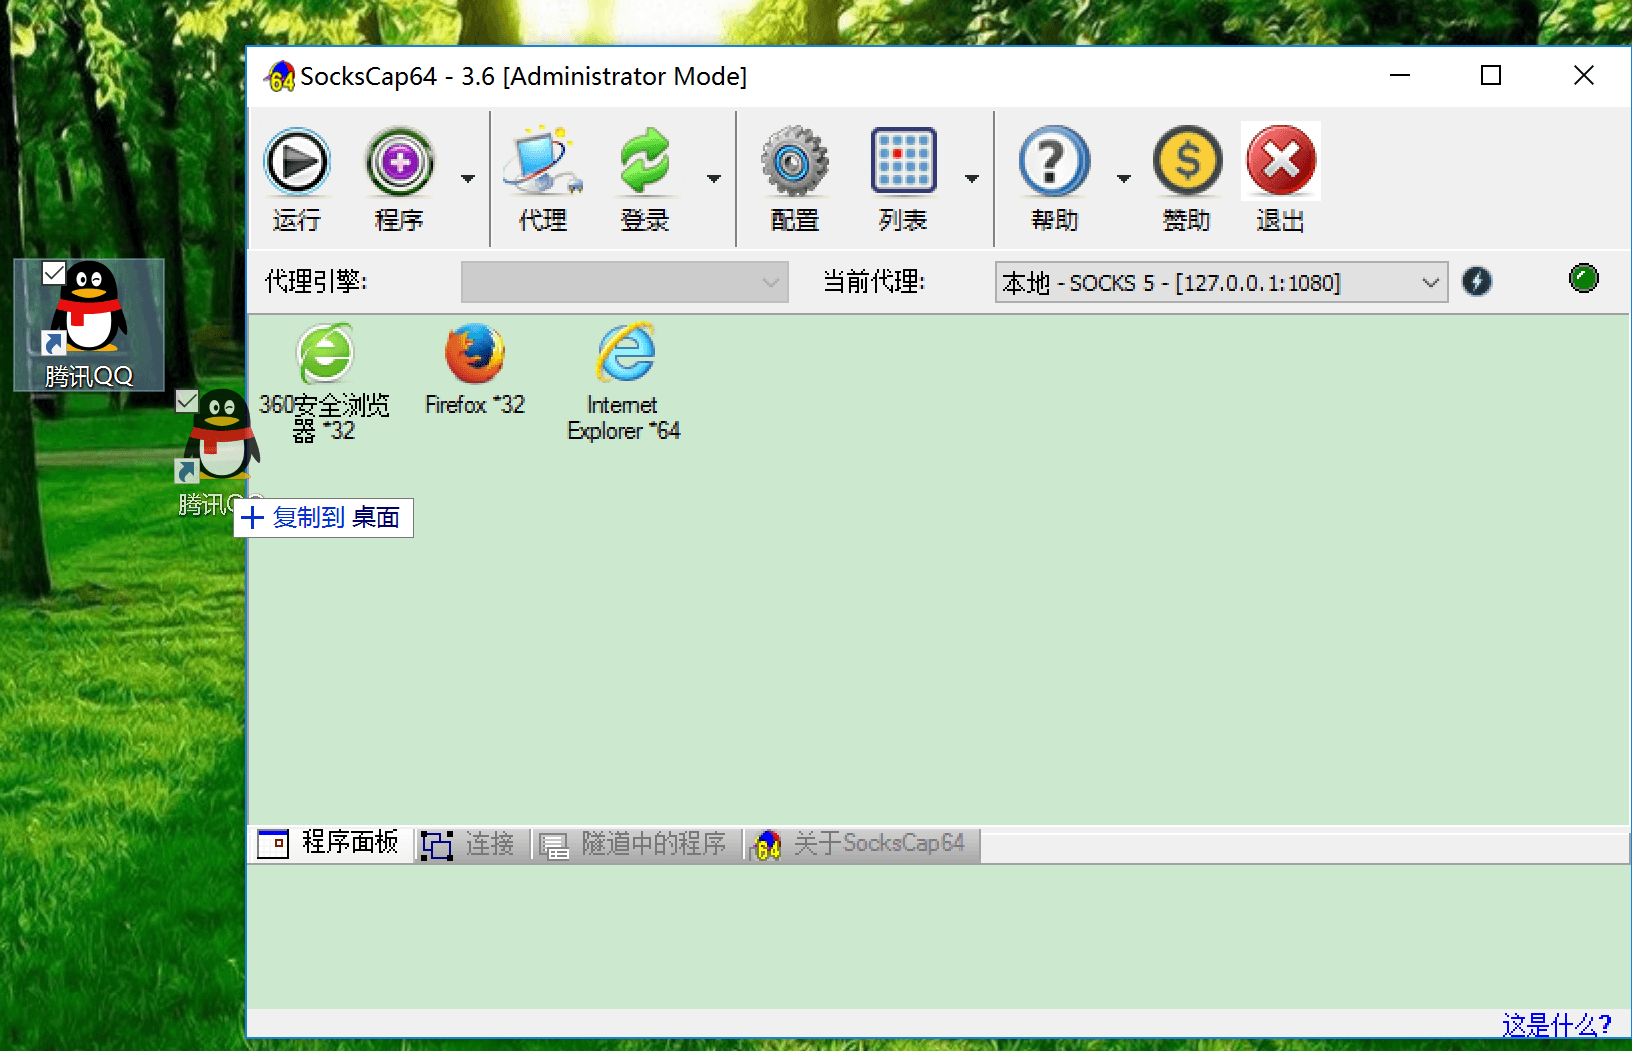 SocksCap64 - 3.6 [Administrator Mode]
运行
程序
代理
登录
配置
列表
帮助
赞助
退出
代理引擎:
当前代理:
本地 - SOCKS 5 - [127.0.0.1:1080]
腾讯QQ
360安全浏览
器 *32
Firefox *32
Internet
Explorer *64
腾讯QQ
复制到 桌面
程序面板
连接
隧道中的程序
关于SocksCap64
这是什么?